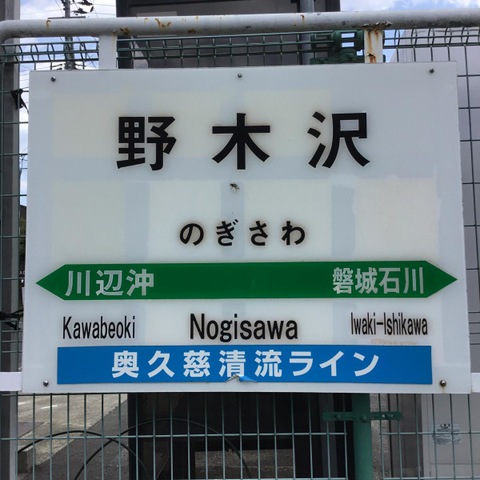 野木沢
のぎさわ
川辺沖 磐城石川
Kawabeoki Nogisawa Iwaki-Ishikawa
奥久慈清流ライン